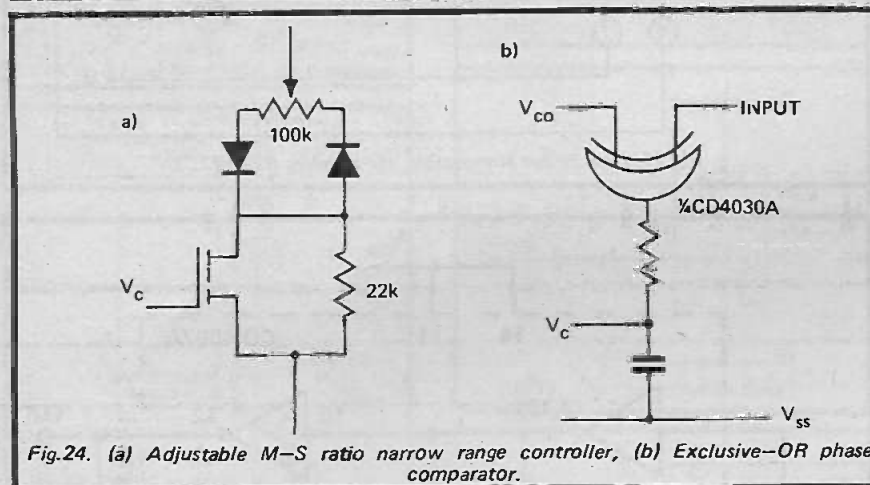 a)
100k
V_C
22k
b)
V_CO
INPUT
¼CD4030A
V_C
V_SS
Fig.24. (a) Adjustable M–S ratio narrow range controller, (b) Exclusive–OR phase
comparator.